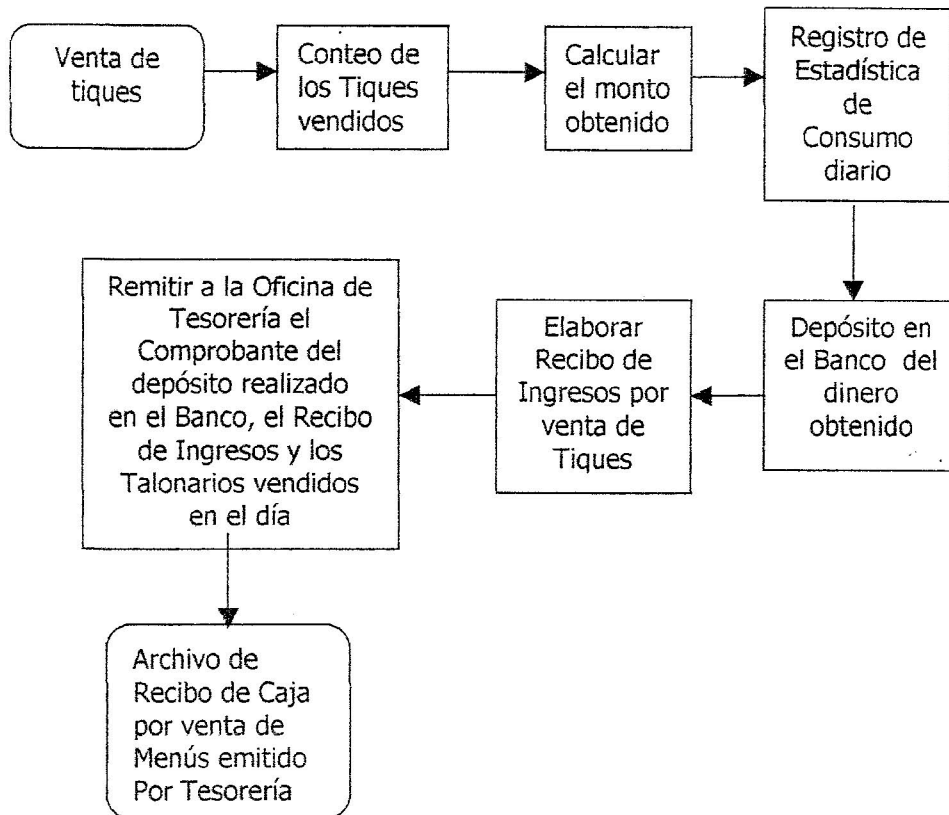 Venta de
tiques
Conteo de
los Tiques
vendidos
Calcular
el monto
obtenido
Registro de
Estadística
de
Consumo
diario
Depósito en
el Banco del
dinero
obtenido
Elaborar
Recibo de
Ingresos por
venta de
Tiques
Remitir a la Oficina de
Tesorería el
Comprobante del
depósito realizado
en el Banco, el Recibo
de Ingresos y los
Talonarios vendidos
en el día
Archivo de
Recibo de Caja
por venta de
Menús emitido
Por Tesorería